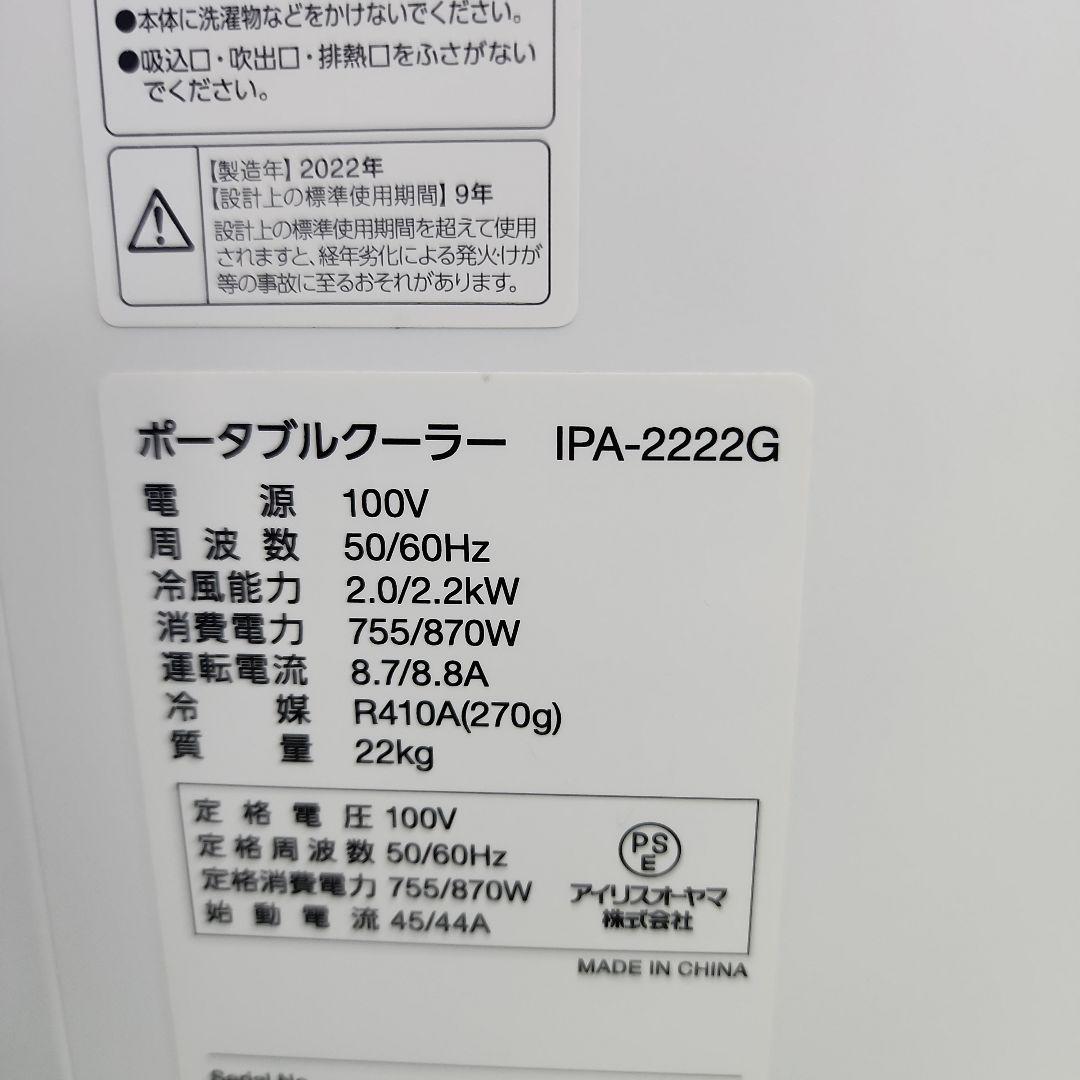 ●本体に洗濯物などをかけないでください。
●吸込口・吹出口・排熱口をふさがない
でください。
【製造年】2022年
【設計上の標準使用期間】9年
設計上の標準使用期間を超えて使用
されますと、経年劣化による発火・けが
等の事故に至るおそれがあります。
ポータブルクーラー IPA-2222G
電源 100V
周波数 50/60Hz
冷風能力 2.0/2.2kW
消費電力 755/870W
運転電流 8.7/8.8A
冷媒 R410A(270g)
質量 22kg
定格電圧 100V
定格周波数 50/60Hz
定格消費電力 755/870W
始動電流 45/44A
PS
E
アイリスオーヤマ
株式会社
MADE IN CHINA
Serial No